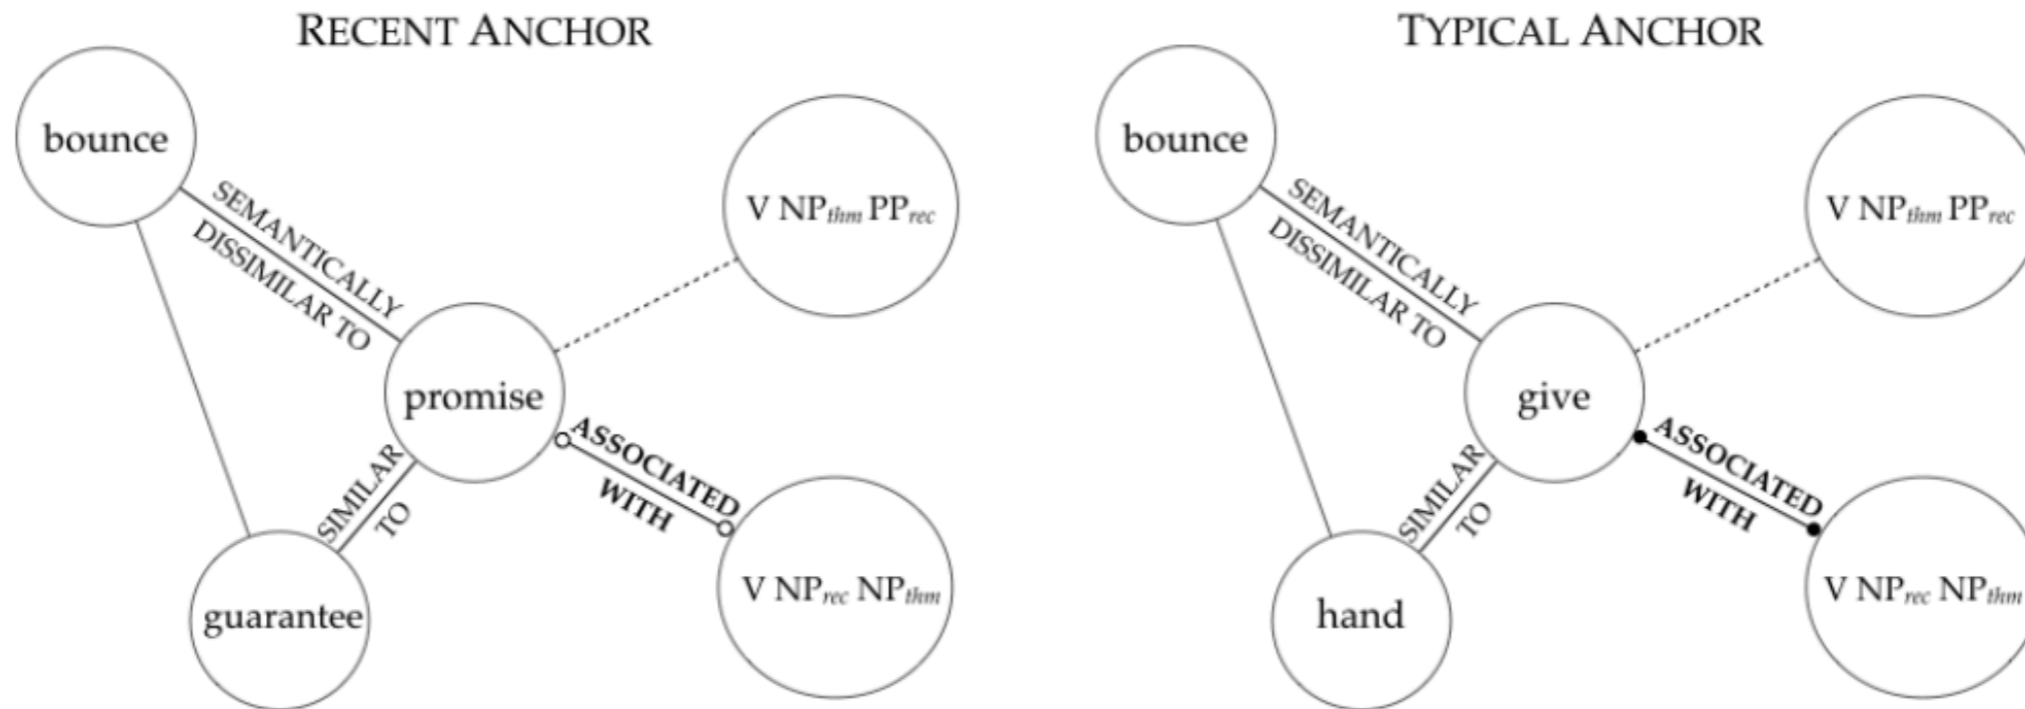 RECENT ANCHOR
bounce
SEMANTICALLY
DISSIMILAR TO
V NPthm PPrec
promise
ASSOCIATED
WITH
SIMILAR
TO
guarantee
V NPrec NPthm
TYPICAL ANCHOR
bounce
SEMANTICALLY
DISSIMILAR TO
V NPthm PPrec
give
ASSOCIATED
WITH
SIMILAR
TO
hand
V NPrec NPthm